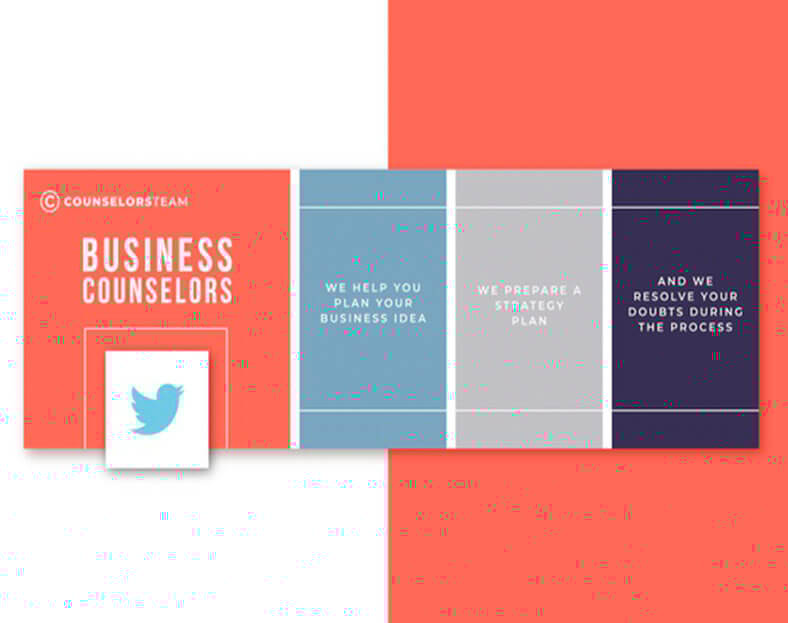 © COUNSELORSTEAM
BUSINESS
COUNSELORS
WE HELP YOU
PLAN YOUR
BUSINESS IDEA
WE PREPARE A
STRATEGY
PLAN
AND WE
RESOLVE YOUR
DOUBTS DURING
THE PROCESS